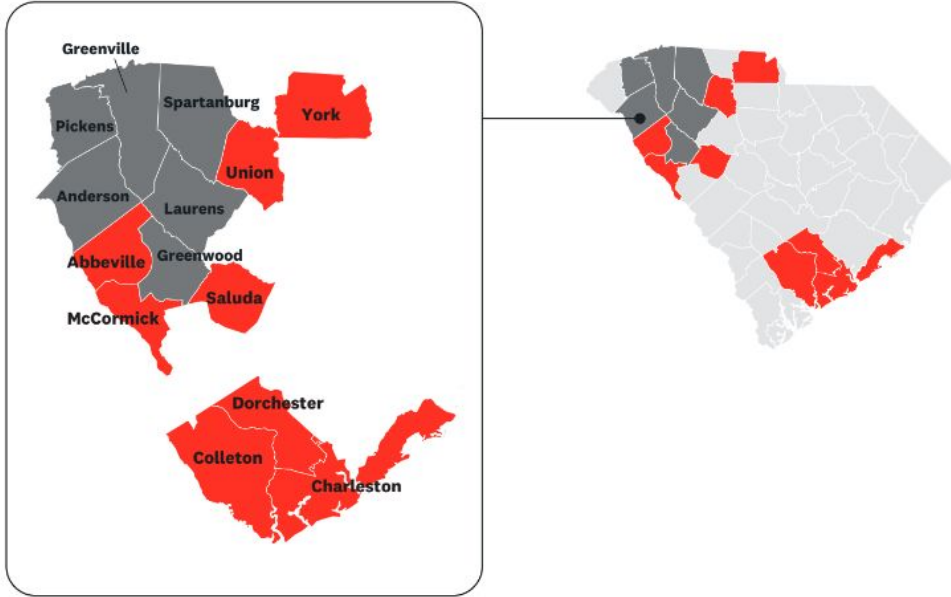 Greenville
Spartanburg
York
Pickens
Union
Anderson
Laurens
Greenwood
Abbeville
Saluda
McCormick
Dorchester
Colleton
Charleston